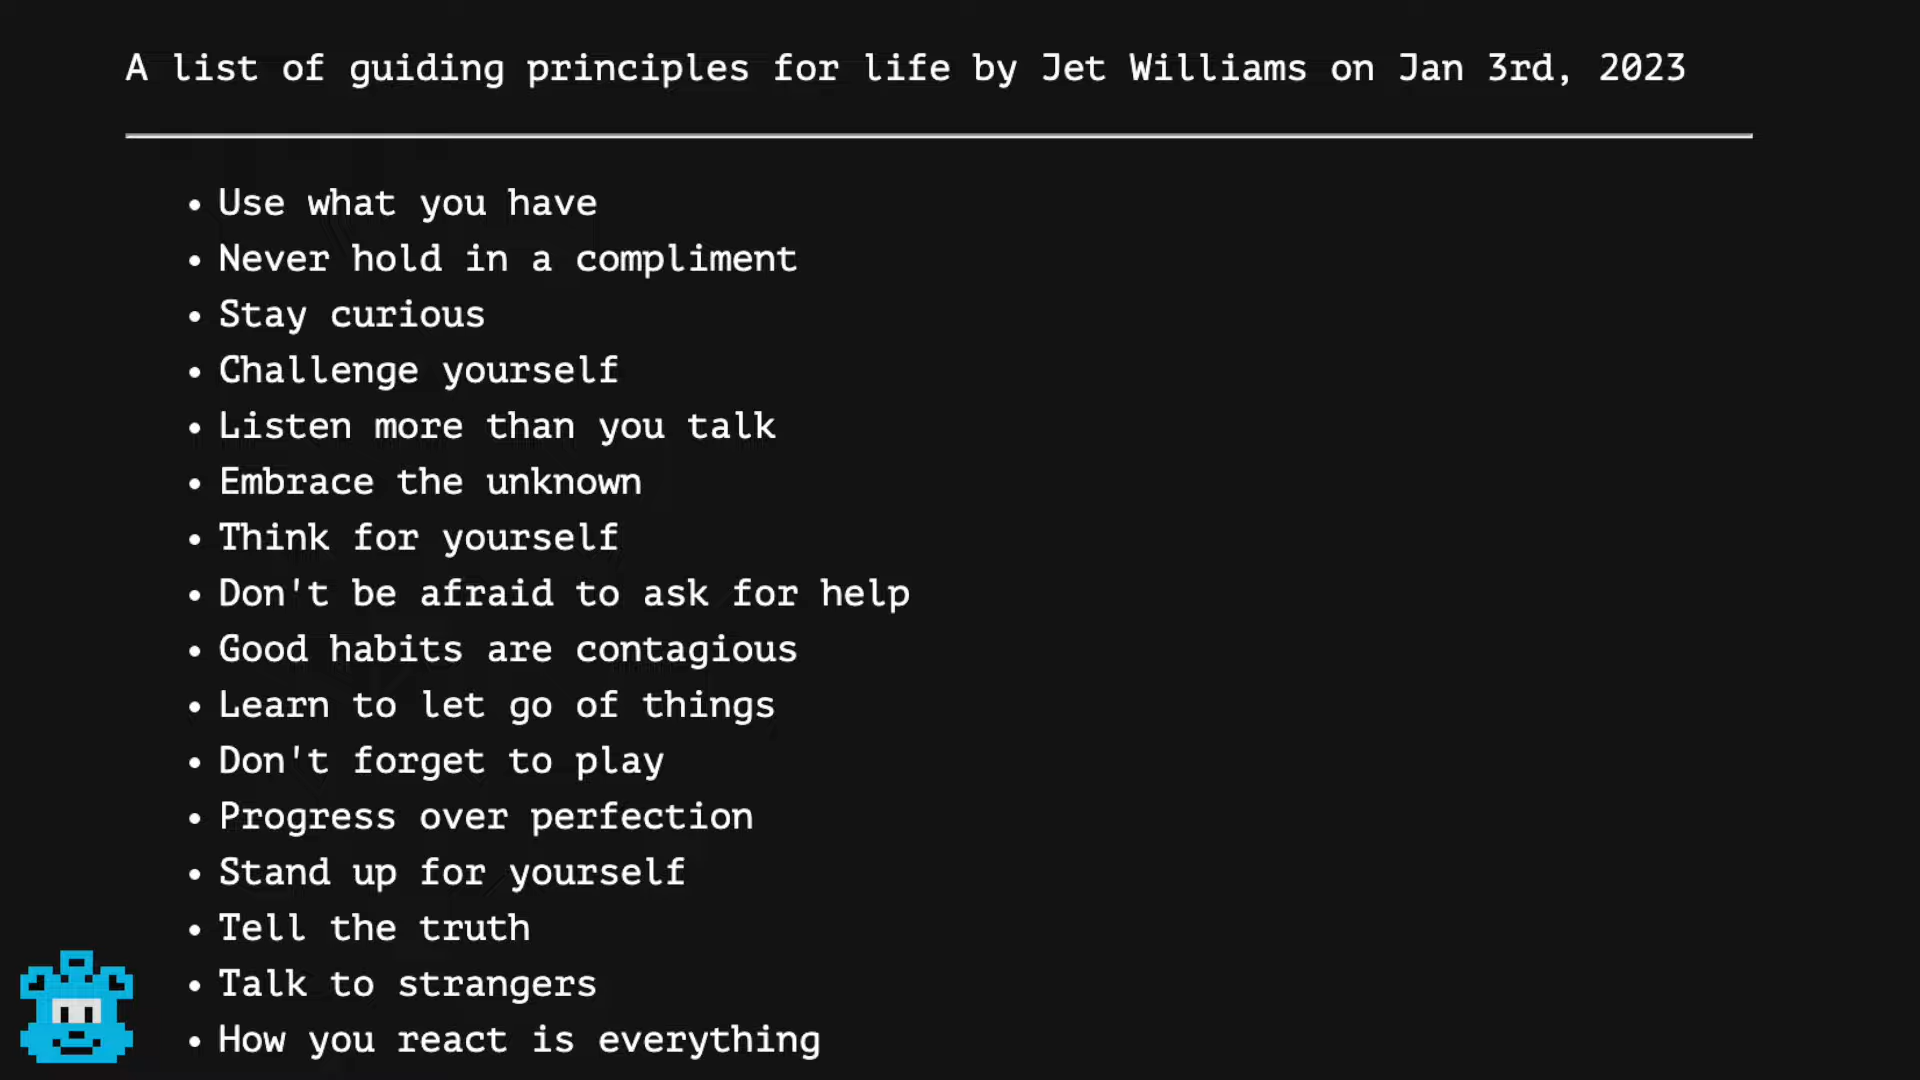 A list of guiding principles for life by Jet Williams on Jan 3rd, 2023
• Use what you have
• Never hold in a compliment
• Stay curious
• Challenge yourself
• Listen more than you talk
• Embrace the unknown
• Think for yourself
• Don't be afraid to ask for help
• Good habits are contagious
• Learn to let go of things
• Don't forget to play
• Progress over perfection
• Stand up for yourself
• Tell the truth
• Talk to strangers
• How you react is everything